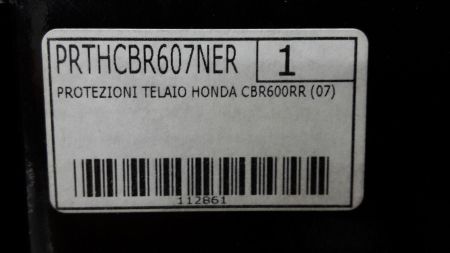 PRTHCBR607NER 1
PROTEZIONI TELAIO HONDA CBR600RR (07)
112861